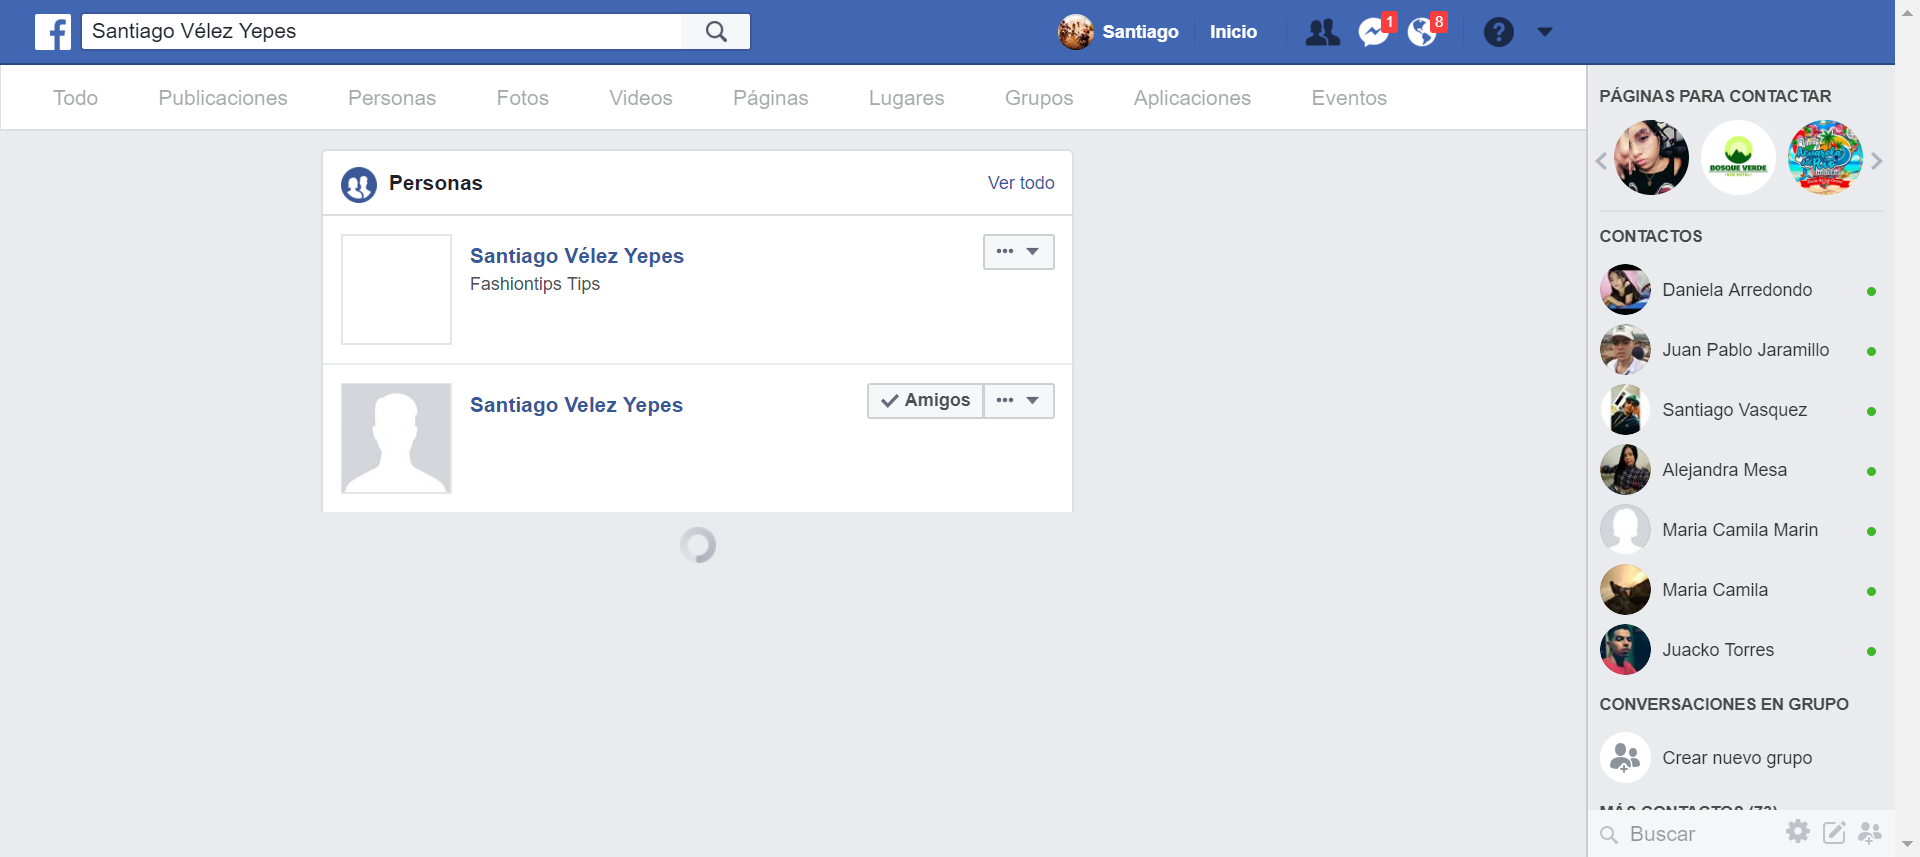 Santiago Vélez Yepes
Santiago
Inicio
1
8
Todo
Publicaciones
Personas
Fotos
Videos
Páginas
Lugares
Grupos
Aplicaciones
Eventos
Personas
Ver todo
Santiago Vélez Yepes
Fashiontips Tips
Santiago Velez Yepes
Amigos
PÁGINAS PARA CONTACTAR
BOSQUE VERDE
CONTACTOS
Daniela Arredondo
Juan Pablo Jaramillo
Santiago Vasquez
Alejandra Mesa
Maria Camila Marin
Maria Camila
Juacko Torres
CONVERSACIONES EN GRUPO
Crear nuevo grupo
MÁS CONTACTOS (73)
Buscar